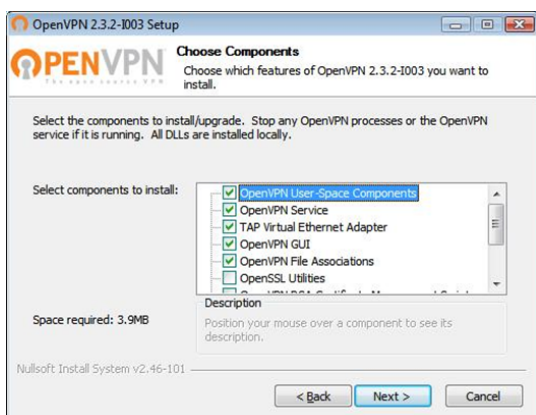 OpenVPN 2.3.2-I003 Setup
OPENVPN
The open source VPN
Choose Components
Choose which features of OpenVPN 2.3.2-I003 you want to
install.
Select the components to install/upgrade. Stop any OpenVPN processes or the OpenVPN
service if it is running. All DLLs are installed locally.
Select components to install:
OpenVPN User-Space Components
OpenVPN Service
TAP Virtual Ethernet Adapter
OpenVPN GUI
OpenVPN File Associations
OpenSSL Utilities
Space required: 3.9MB
Description
Position your mouse over a component to see its
description.
Nullsoft Install System v2.46-101
< Back
Next >
Cancel